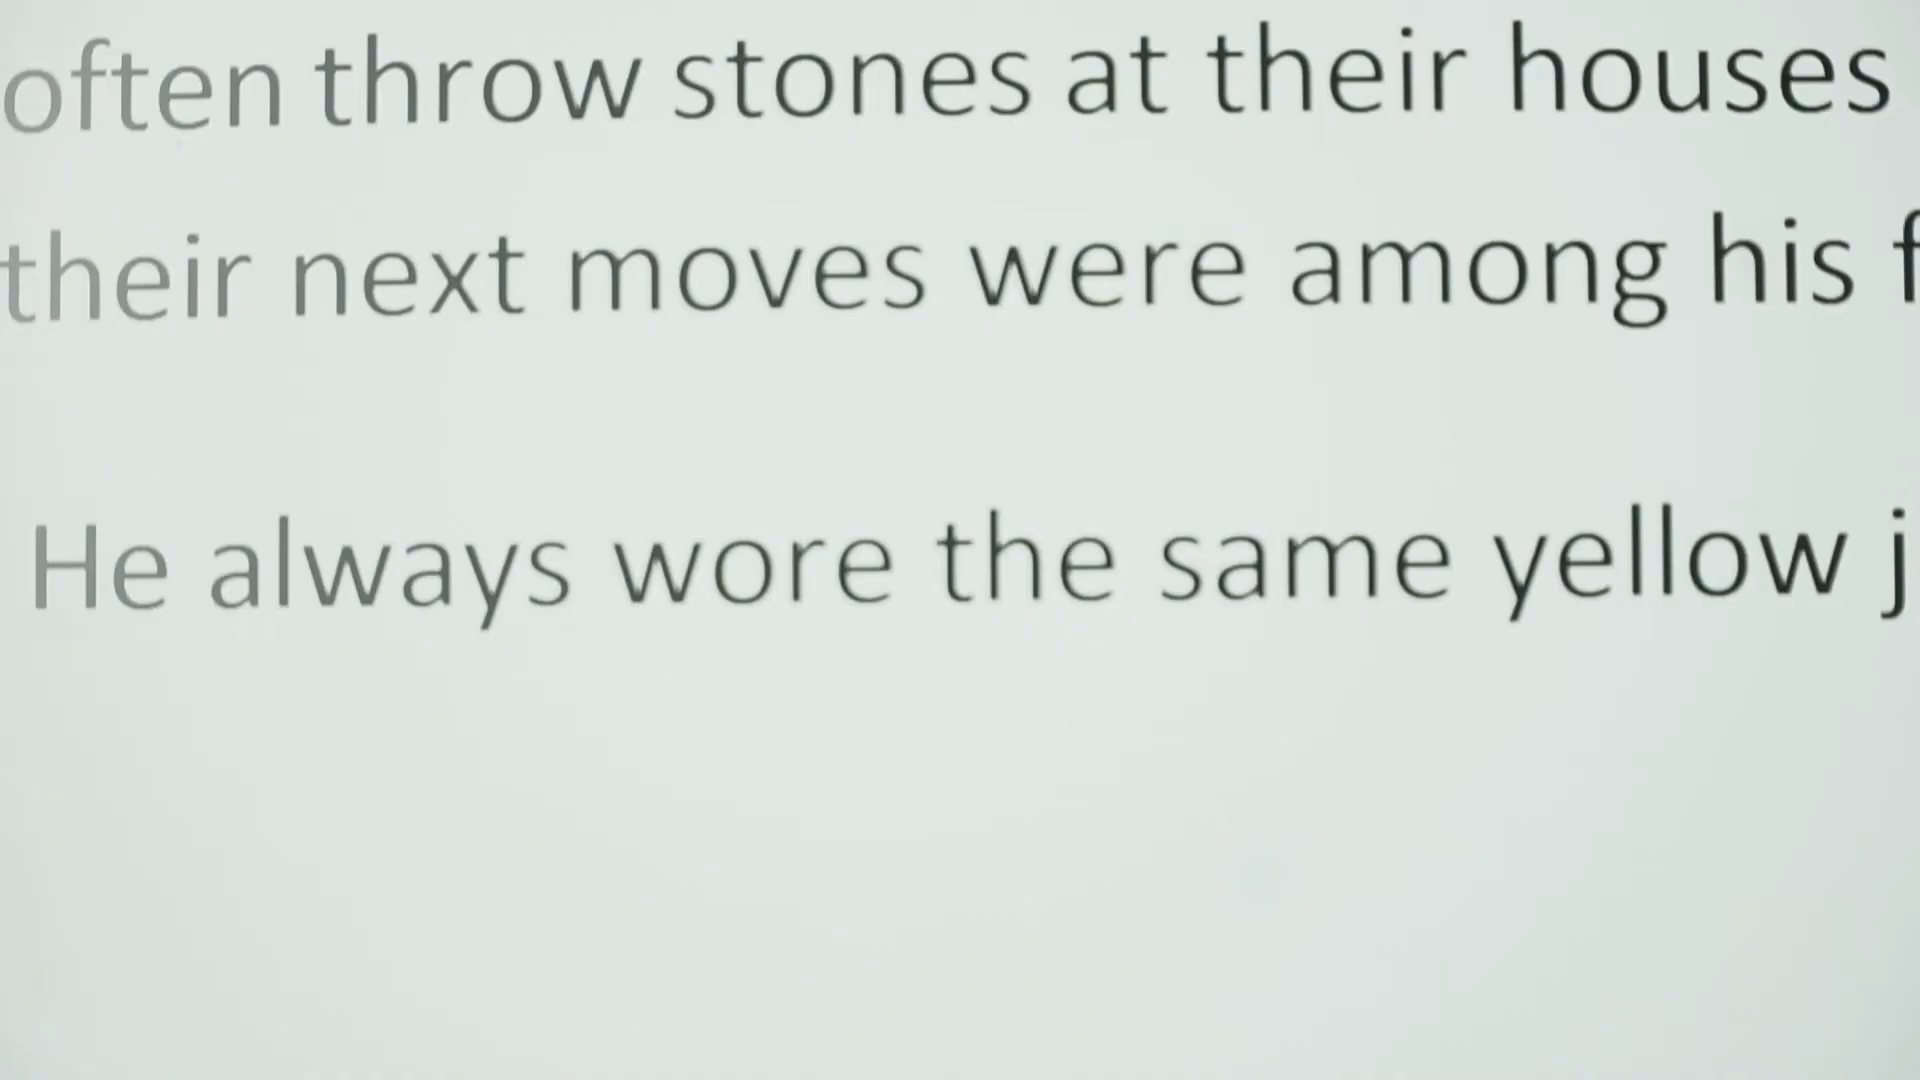 often throw stones at their houses
their next moves were among his f
He always wore the same yellow j